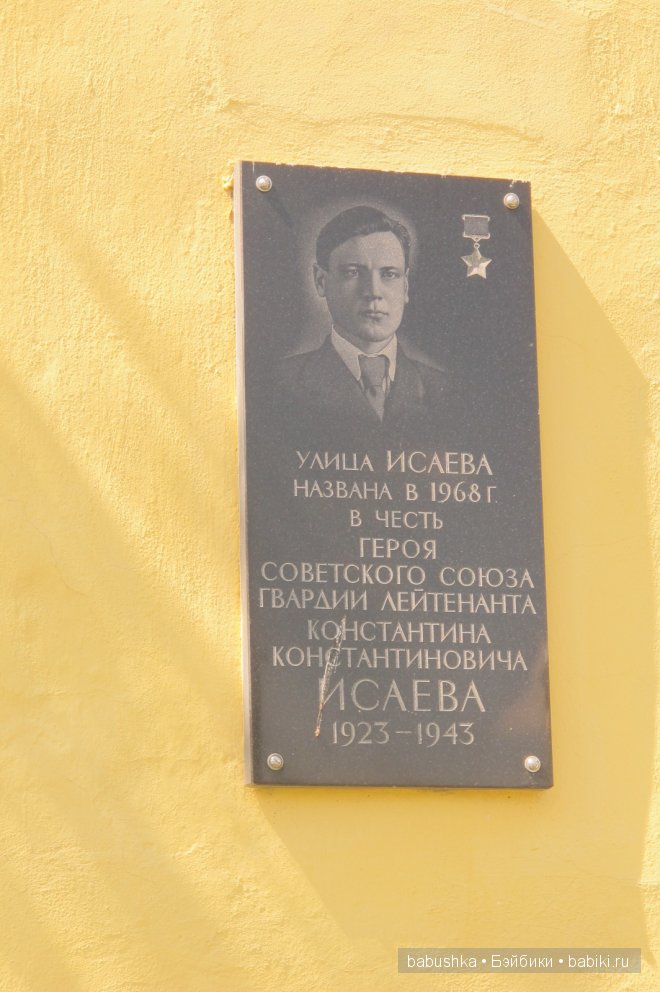 УЛИЦА ИСАЕВА
НАЗВАНА В 1968 Г.
В ЧЕСТЬ
ГЕРОЯ
СОВЕТСКОГО СОЮЗА
ГВАРДИИ ЛЕЙТЕНАНТА
КОНСТАНТИНА
КОНСТАНТИНОВИЧА
ИСАЕВА
1923 – 1943
babushka • Бэйбики • babiki.ru